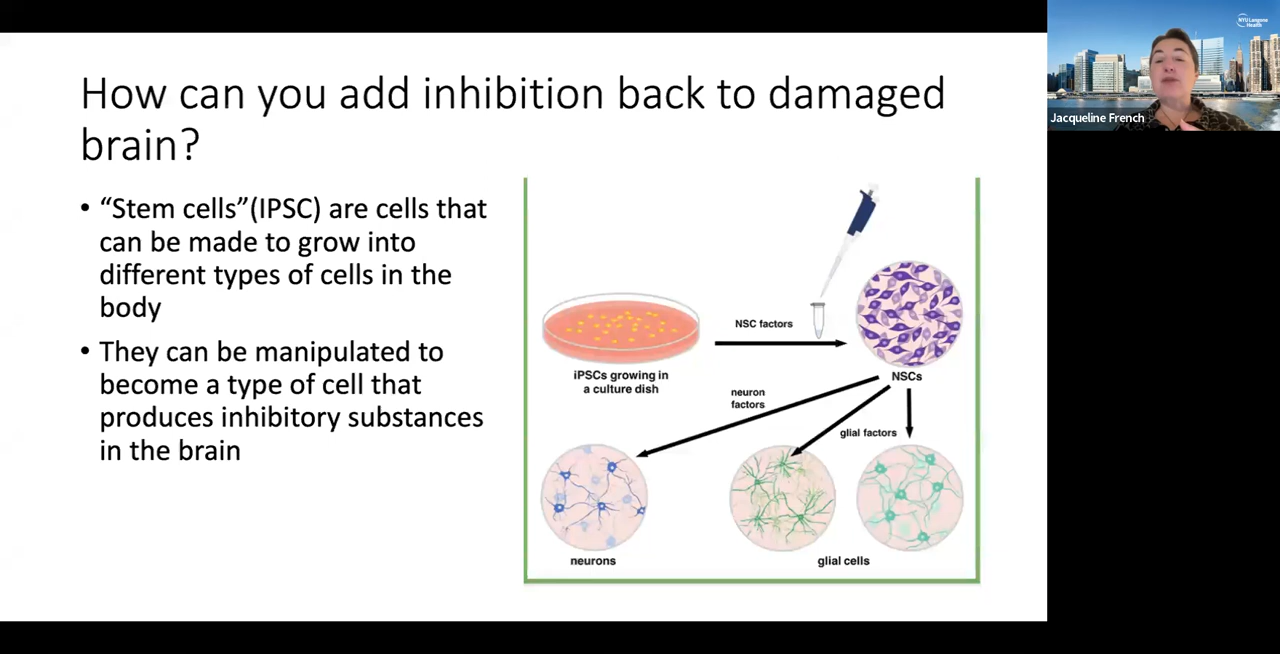 How can you add inhibition back to damaged
brain?
• “Stem cells”(IPSC) are cells that
can be made to grow into
different types of cells in the
body
• They can be manipulated to
become a type of cell that
produces inhibitory substances
in the brain
NSC factors
iPSCs growing in
a culture dish
NSCs
neuron
factors
glial factors
neurons
glial cells
NYU Langone
Health
Jacqueline French